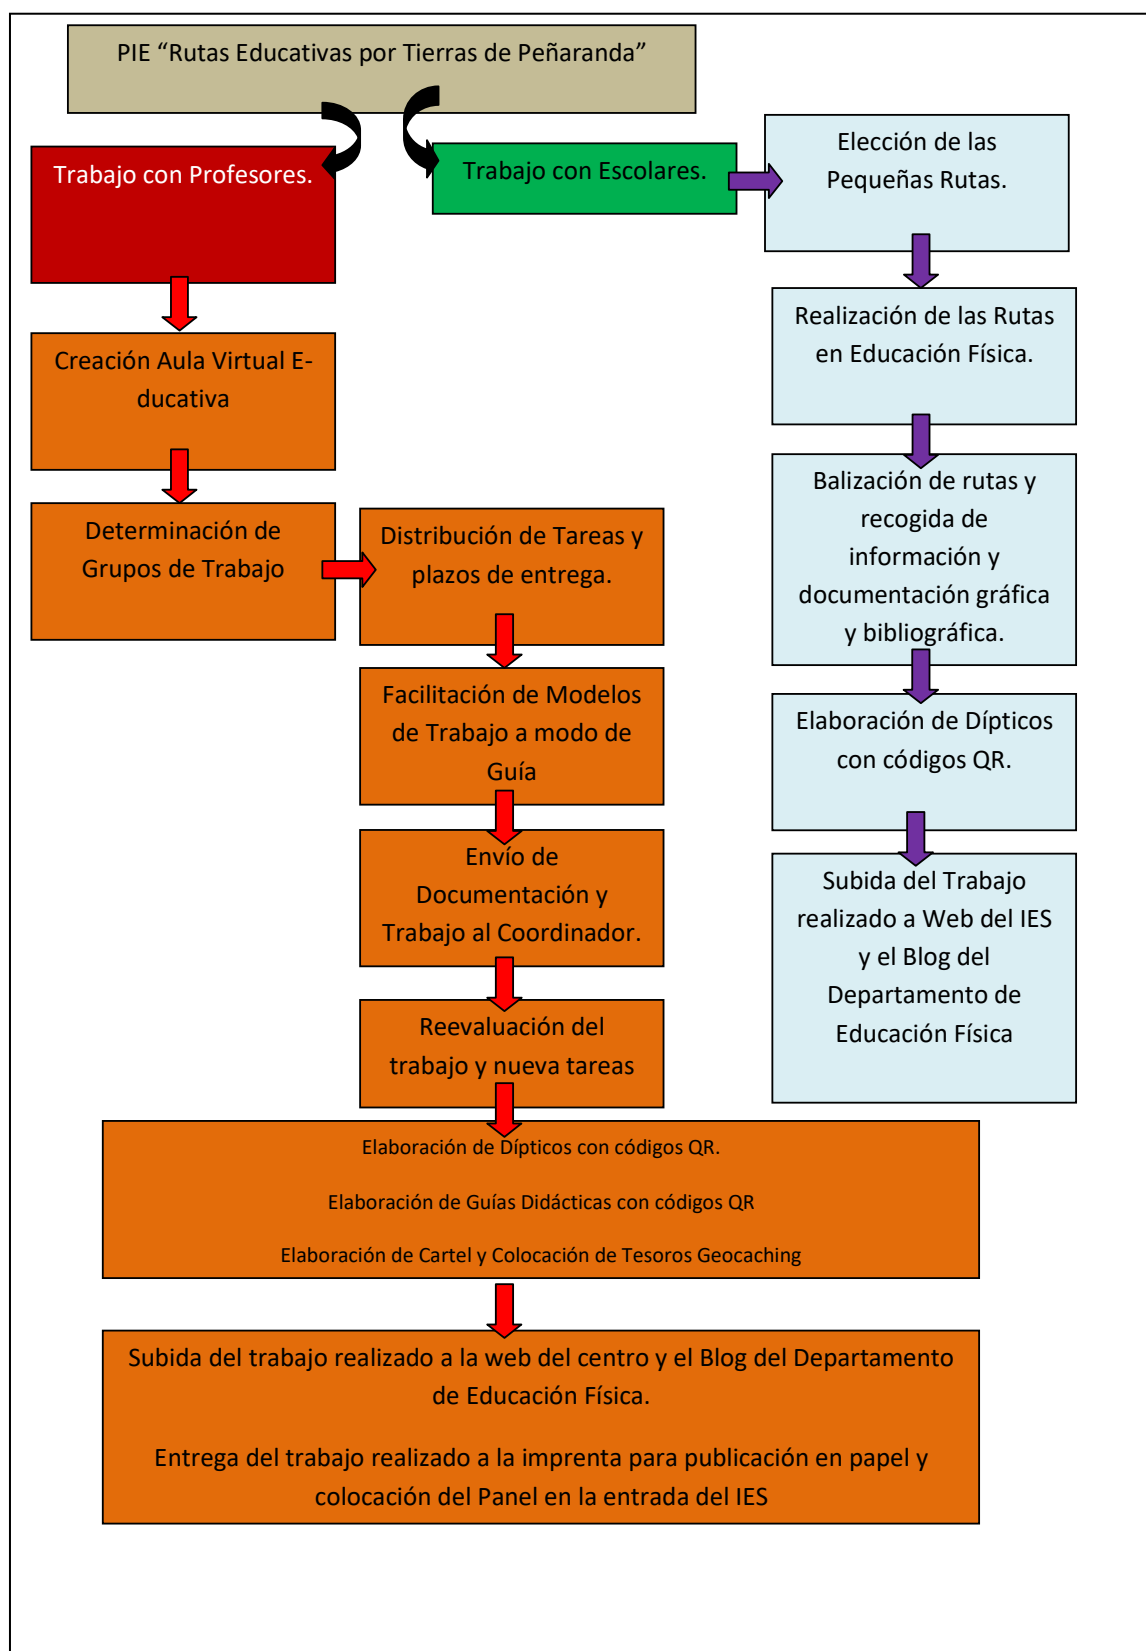 PIE “Rutas Educativas por Tierras de Peñaranda”
Trabajo con Profesores.
Trabajo con Escolares.
Elección de las
Pequeñas Rutas.
Realización de las Rutas
en Educación Física.
Balización de rutas y
recogida de
información y
documentación gráfica
y bibliográfica.
Elaboración de Dípticos
con códigos QR.
Subida del Trabajo
realizado a Web del IES
y el Blog del
Departamento de
Educación Física
Creación Aula Virtual E-
ducativa
Determinación de
Grupos de Trabajo
Distribución de Tareas y
plazos de entrega.
Facilitación de Modelos
de Trabajo a modo de
Guía
Envío de
Documentación y
Trabajo al Coordinador.
Reevaluación del
trabajo y nueva tareas
Elaboración de Dípticos con códigos QR.
Elaboración de Guías Didácticas con códigos QR
Elaboración de Cartel y Colocación de Tesoros Geocaching
Subida del trabajo realizado a la web del centro y el Blog del Departamento
de Educación Física.
Entrega del trabajo realizado a la imprenta para publicación en papel y
colocación del Panel en la entrada del IES